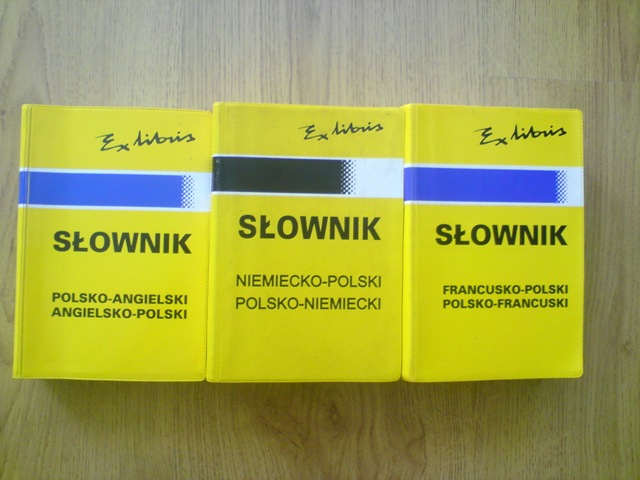 Ex libris
SŁOWNIK
POLSKO-ANGIELSKI
ANGIELSKO-POLSKI
Ex libris
SŁOWNIK
NIEMIECKO-POLSKI
POLSKO-NIEMIECKI
Ex libris
SŁOWNIK
FRANCUSKO-POLSKI
POLSKO-FRANCUSKI